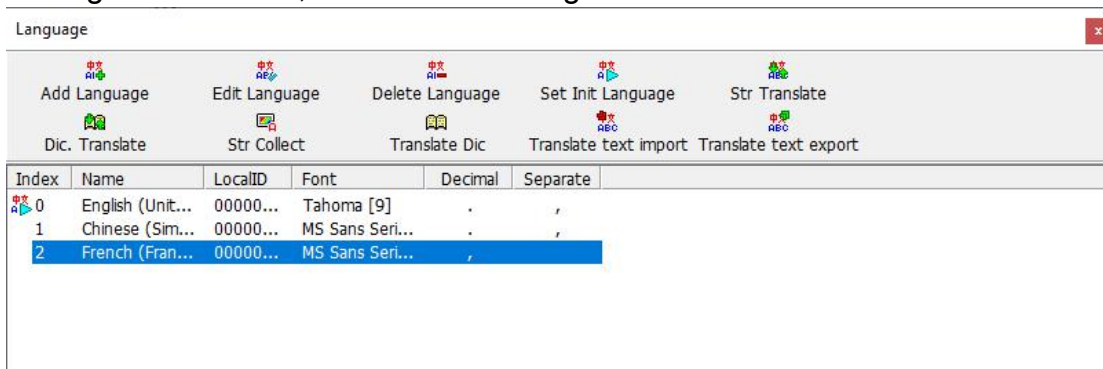 Language
x
Add Language Edit Language Delete Language Set Init Language Str Translate
Dic. Translate Str Collect Translate Dic Translate text import Translate text export
Index Name LocalID Font Decimal Separate
0 English (Unit... 00000... Tahoma [9] . ,
1 Chinese (Sim... 00000... MS Sans Seri... . ,
2 French (Fran... 00000... MS Sans Seri... ,